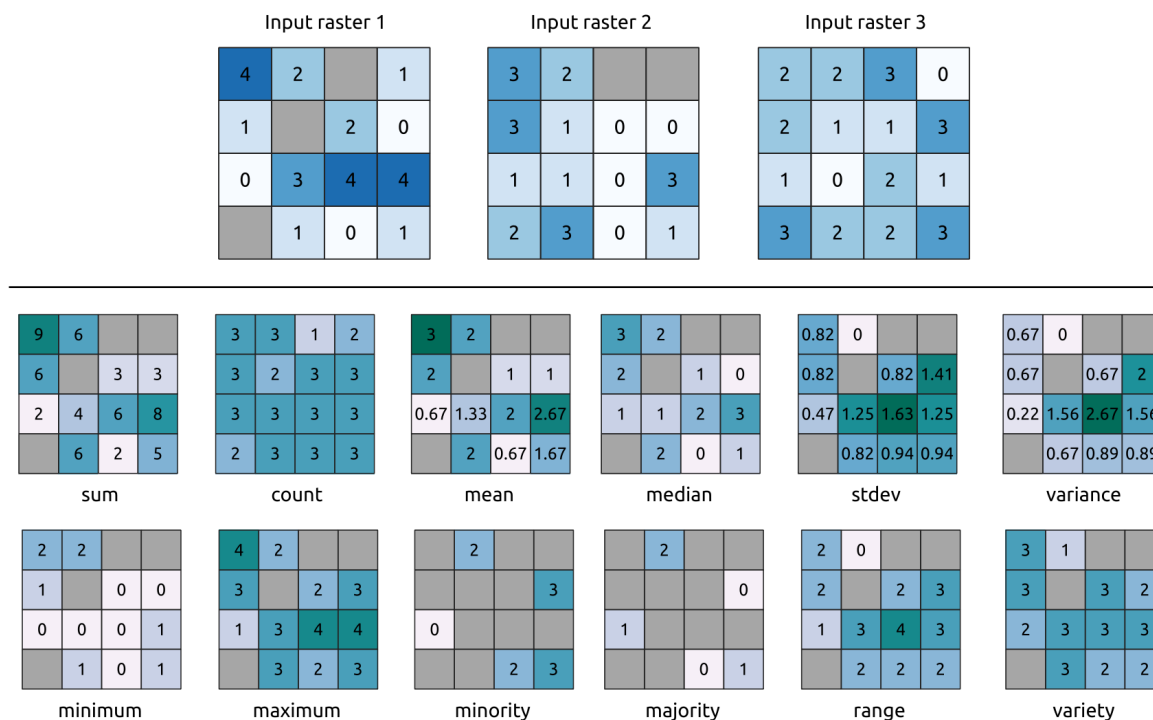 Input raster 1 Input raster 2 Input raster 3
4 2 1 3 2 2 2 3 0
1 2 0 3 1 0 0 2 1 1 3
0 3 4 4 1 1 0 3 1 0 2 1
1 0 1 2 3 0 1 3 2 2 3
9 6 3 3 1 2 3 2 3 2 0.82 0 0.67 0
6 3 3 3 2 3 3 2 1 1 2 1 0 0.82 0.82 1.41 0.67 0.67 2
2 4 6 8 3 3 3 3 0.67 1.33 2 2.67 1 1 2 3 0.47 1.25 1.63 1.25 0.22 1.56 2.67 1.56
6 2 5 2 3 3 3 2 0.67 1.67 2 0 1 0.82 0.94 0.94 0.67 0.89 0.89
sum count mean median stdev variance
2 2 4 2 2 2 2 0 3 1
1 0 0 3 2 3 3 0 2 2 3 3 3 2
0 0 0 1 1 3 4 4 0 1 1 3 4 3 2 3 3 3
1 0 1 3 2 3 2 3 0 1 2 2 2 3 2 2
minimum maximum minority majority range variety